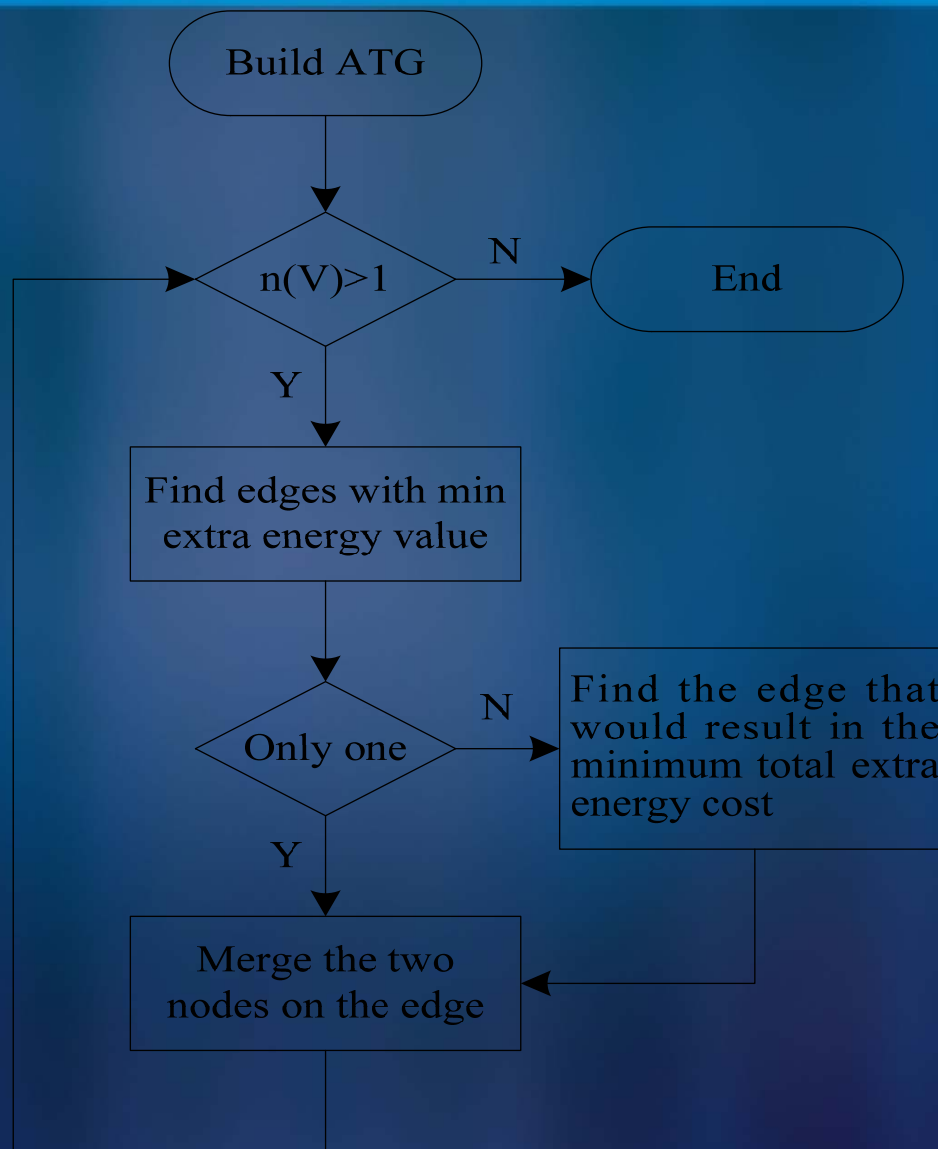 Build ATG
n(V)>1
N
End
Y
Find edges with min
extra energy value
Only one
N
Find the edge that
would result in the
minimum total extra
energy cost
Y
Merge the two
nodes on the edge